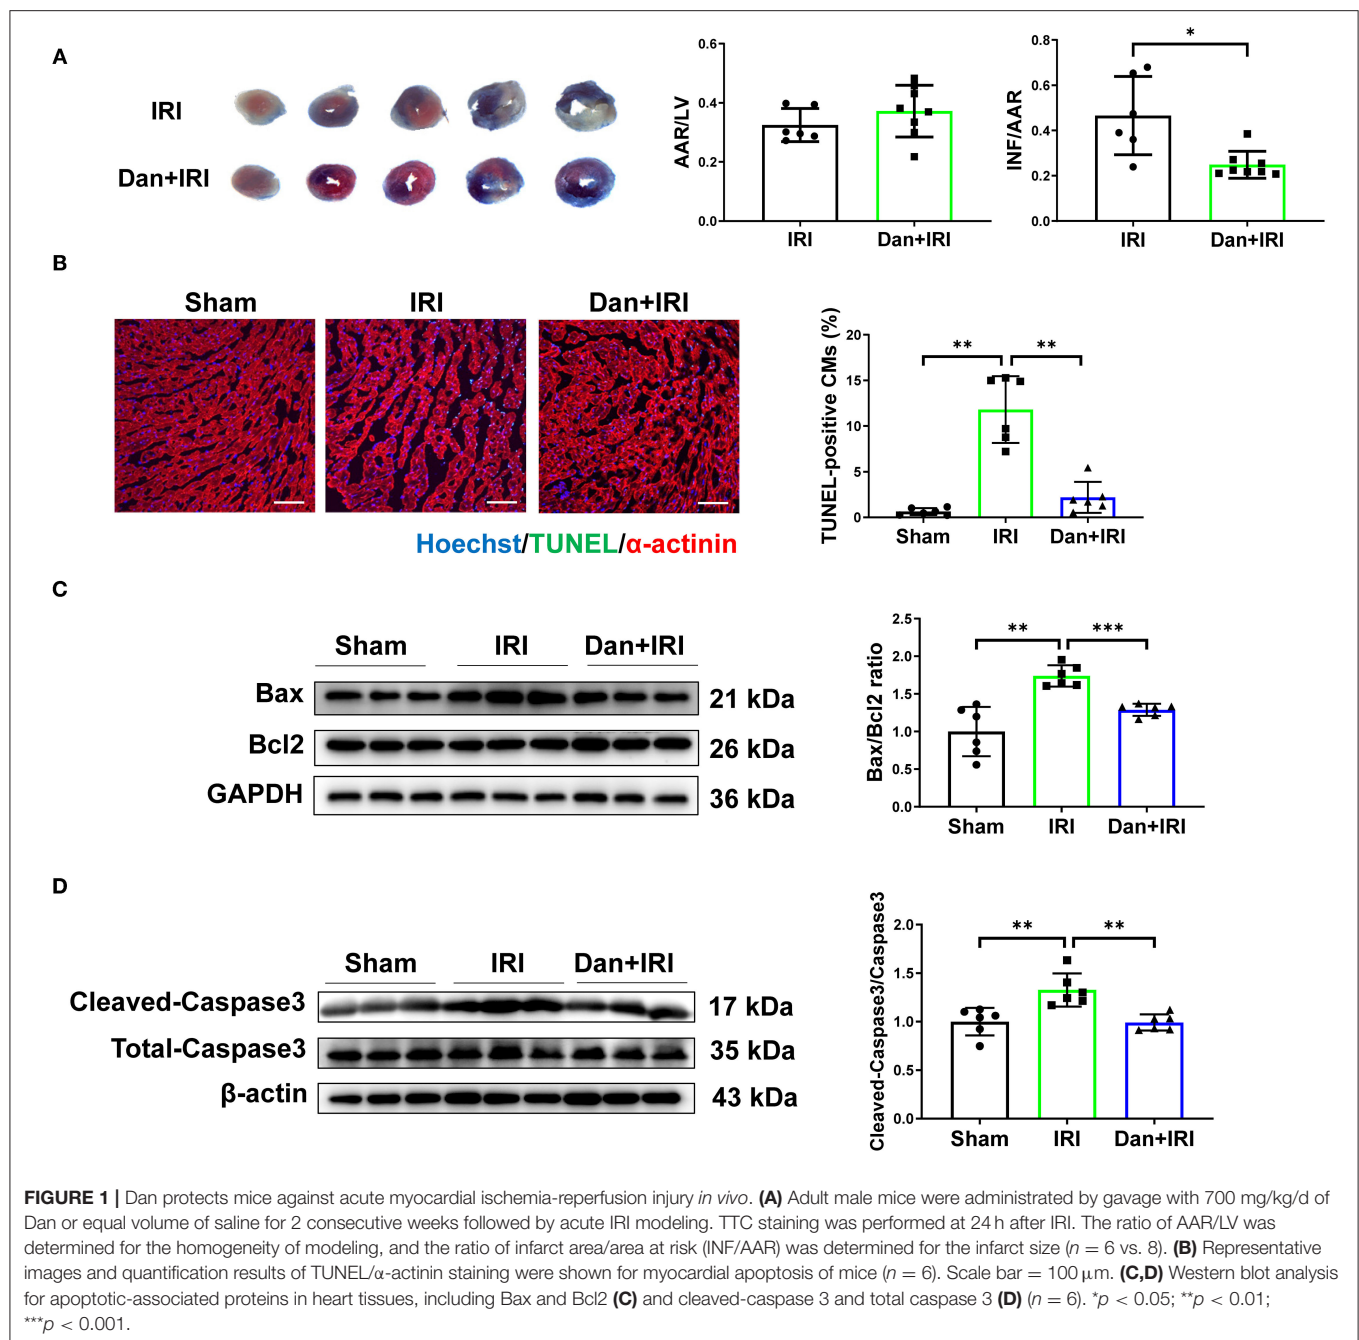 A
IRI
Dan+IRI
AAR/LV
0.6
0.4
0.2
0.0
IRI
Dan+IRI
INF/AAR
0.8
0.6
0.4
0.2
0.0
*
IRI
Dan+IRI
B
Sham
IRI
Dan+IRI
Hoechst/TUNEL/α-actinin
TUNEL-positive CMs (%)
20
15
10
5
0
**
**
Sham
IRI
Dan+IRI
C
Sham
IRI
Dan+IRI
Bax
21 kDa
Bcl2
26 kDa
GAPDH
36 kDa
Bax/Bcl2 ratio
2.5
2.0
1.5
1.0
0.5
0.0
**
***
Sham
IRI
Dan+IRI
D
Sham
IRI
Dan+IRI
Cleaved-Caspase3
17 kDa
Total-Caspase3
35 kDa
β-actin
43 kDa
Cleaved-Caspase3/Caspase3
2.0
1.5
1.0
0.5
0.0
**
**
Sham
IRI
Dan+IRI
FIGURE 1 | Dan protects mice against acute myocardial ischemia-reperfusion injury in vivo. (A) Adult male mice were administrated by gavage with 700 mg/kg/d of
Dan or equal volume of saline for 2 consecutive weeks followed by acute IRI modeling. TTC staining was performed at 24 h after IRI. The ratio of AAR/LV was
determined for the homogeneity of modeling, and the ratio of infarct area/area at risk (INF/AAR) was determined for the infarct size (n = 6 vs. 8). (B) Representative
images and quantification results of TUNEL/α-actinin staining were shown for myocardial apoptosis of mice (n = 6). Scale bar = 100 μm. (C,D) Western blot analysis
for apoptotic-associated proteins in heart tissues, including Bax and Bcl2 (C) and cleaved-caspase 3 and total caspase 3 (D) (n = 6). *p < 0.05; **p < 0.01;
***p < 0.001.